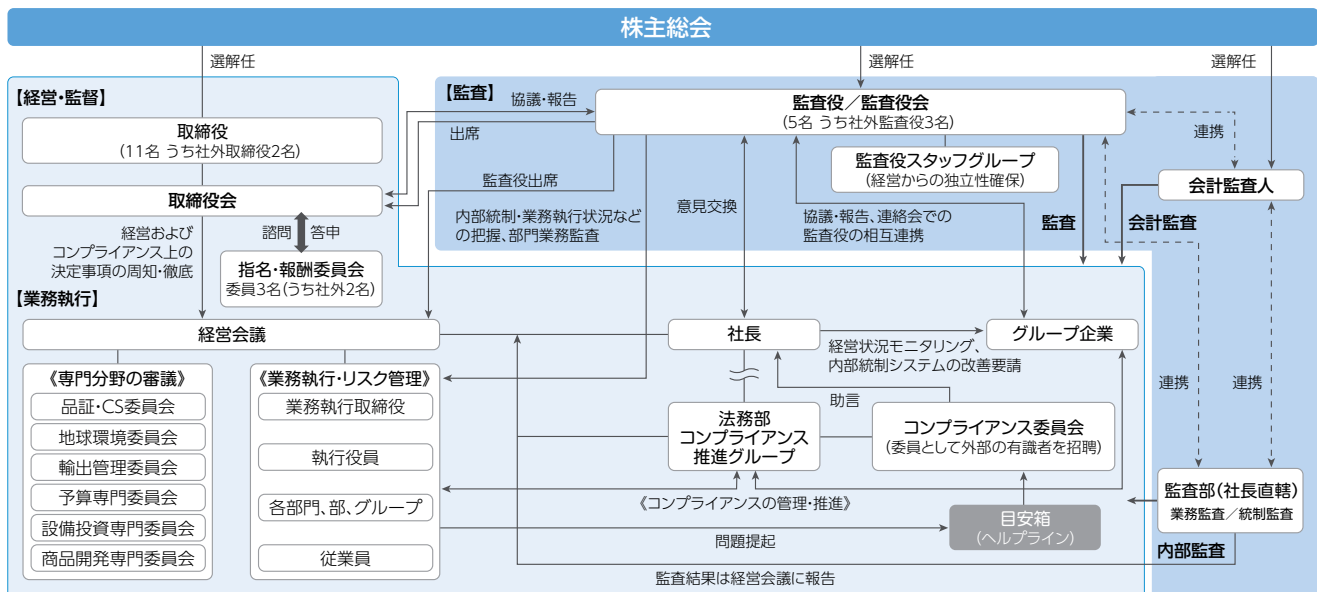 株主総会
選解任
選解任
選解任
【経営・監督】
取締役
(11名 うち社外取締役2名)
取締役会
諮問
答申
経営および
コンプライアンス上の
決定事項の周知・徹底
指名・報酬委員会
委員3名(うち社外2名)
【監査】
協議・報告
出席
監査役／監査役会
(5名 うち社外監査役3名)
監査役スタッフグループ
(経営からの独立性確保)
連携
会計監査人
監査役出席
内部統制・業務執行状況など
の把握、部門業務監査
意見交換
協議・報告、連絡会での
監査役の相互連携
監査
会計監査
【業務執行】
経営会議
社長
グループ企業
経営状況モニタリング、
内部統制システムの改善要請
《専門分野の審議》
品証・CS委員会
地球環境委員会
輸出管理委員会
予算専門委員会
設備投資専門委員会
商品開発専門委員会
《業務執行・リスク管理》
業務執行取締役
執行役員
各部門、部、グループ
従業員
助言
法務部
コンプライアンス
推進グループ
コンプライアンス委員会
(委員として外部の有識者を招聘)
連携
連携
《コンプライアンスの管理・推進》
目安箱
(ヘルプライン)
問題提起
監査部(社長直轄)
業務監査／統制監査
内部監査
監査結果は経営会議に報告